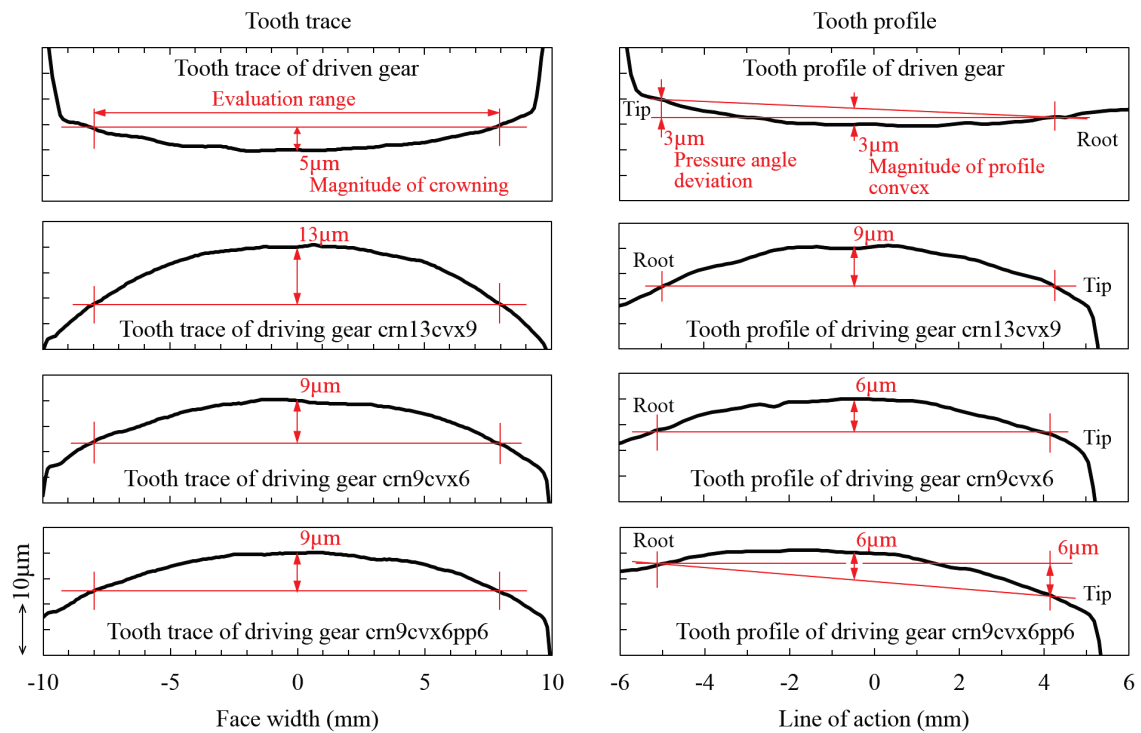 Tooth trace
Tooth profile
Tooth trace of driven gear
Evaluation range
5μm
Magnitude of crowning
Tooth profile of driven gear
Tip
Root
3μm
Pressure angle
deviation
3μm
Magnitude of profile
convex
13μm
Tooth trace of driving gear crn13cvx9
9μm
Root
Tip
Tooth profile of driving gear crn13cvx9
9μm
Tooth trace of driving gear crn9cvx6
6μm
Root
Tip
Tooth profile of driving gear crn9cvx6
10μm
9μm
Tooth trace of driving gear crn9cvx6pp6
Root
6μm
6μm
Tip
Tooth profile of driving gear crn9cvx6pp6
-10 -5 0 5 10
Face width (mm)
-6 -4 -2 0 2 4 6
Line of action (mm)